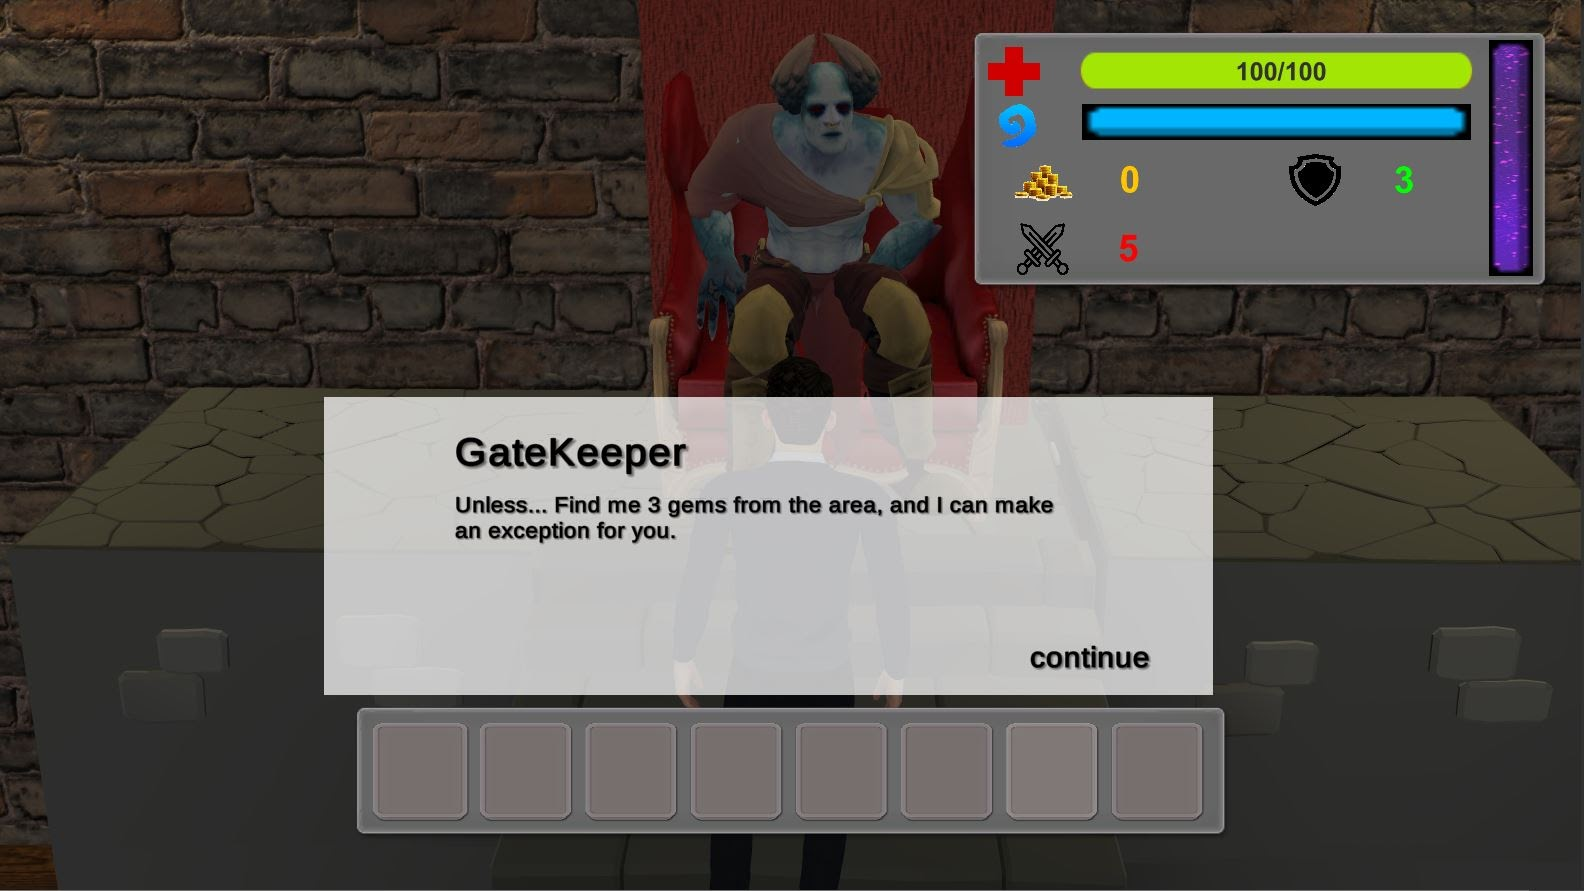 100/100
0
3
5
GateKeeper
Unless... Find me 3 gems from the area, and I can make
an exception for you.
continue